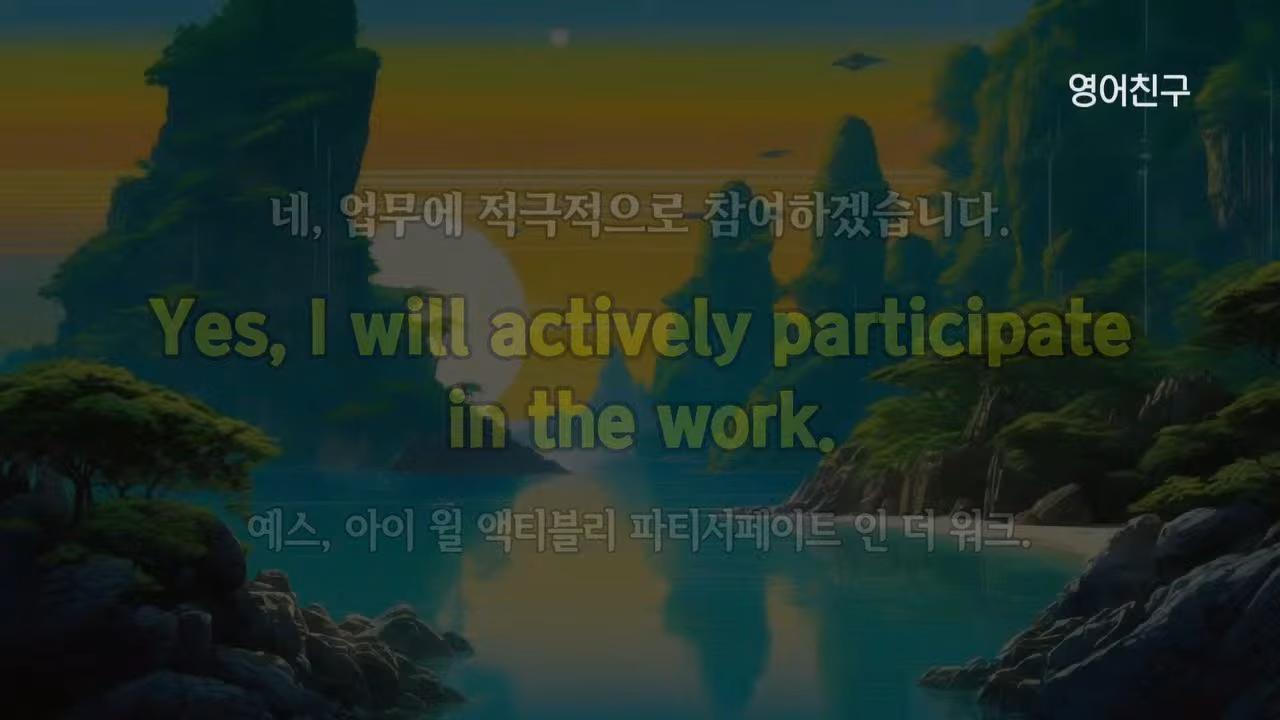 영어친구
네, 업무에 적극적으로 참여하겠습니다.
Yes, I will actively participate
in the work.
예스, 아이 윌 액티블리 파티서페이트 인 더 워크.